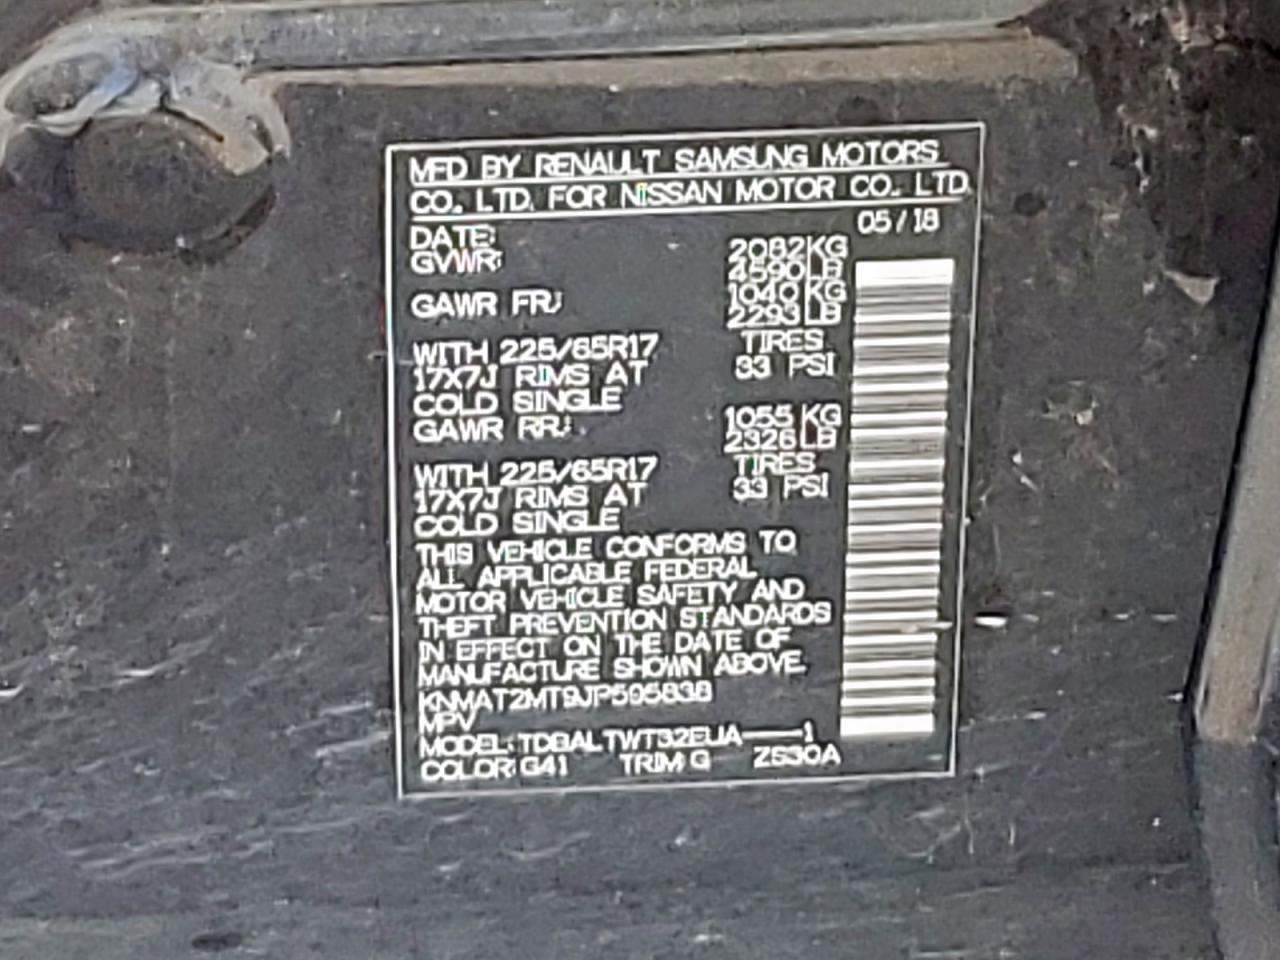 MFD BY RENAULT SAMSUNG MOTORS
CO., LTD. FOR NISSAN MOTOR CO., LTD.
DATE: 05/18
GVWR: 2082KG
4590LB
GAWR FR: 1040KG
2293LB
WITH 225/65R17 TIRES
17X7J RIMS AT 33 PSI
COLD SINGLE
GAWR RR: 1055KG
2326LB
WITH 225/65R17 TIRES
17X7J RIMS AT 33 PSI
COLD SINGLE
THIS VEHICLE CONFORMS TO
ALL APPLICABLE FEDERAL
MOTOR VEHICLE SAFETY AND
THEFT PREVENTION STANDARDS
IN EFFECT ON THE DATE OF
MANUFACTURE SHOWN ABOVE.
KNMAT2MT9JP505838
MPV
MODEL: 1
COLOR: G41 TRIM: G